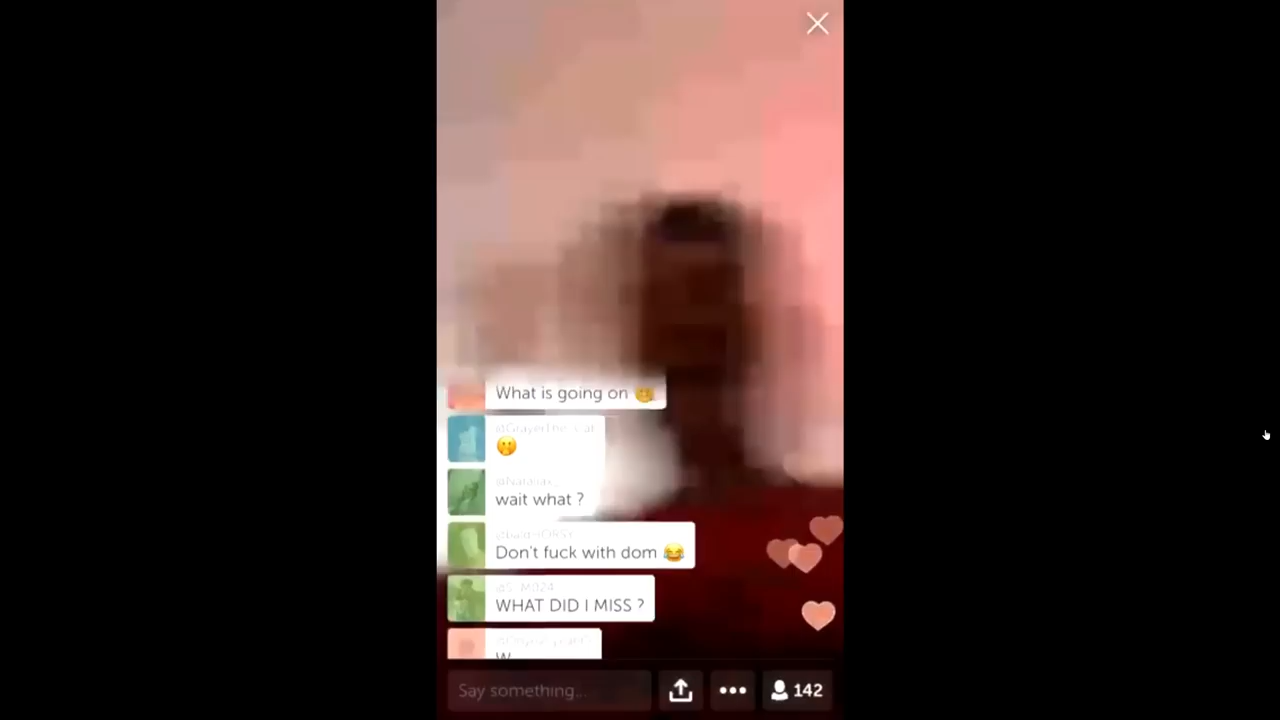 What is going on 🤭
🤭
wait what ?
Don't fuck with dom 😂
WHAT DID I MISS ?
Say something...
142